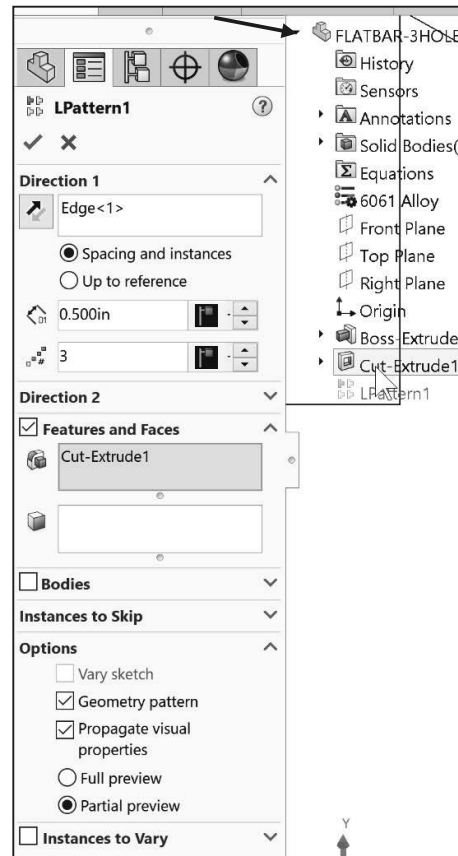 LPattern1
?
Direction 1
Edge<1>
Spacing and instances
Up to reference
D1
0.500in
#
3
Direction 2
Features and Faces
Cut-Extrude1
Bodies
Instances to Skip
Options
Vary sketch
Geometry pattern
Propagate visual
properties
Full preview
Partial preview
Instances to Vary
FLATBAR-3HOLE
History
Sensors
A Annotations
Solid Bodies(
Σ Equations
6061 Alloy
Front Plane
Top Plane
Right Plane
Origin
Boss-Extrude
Cut-Extrude1
LPattern1
Y